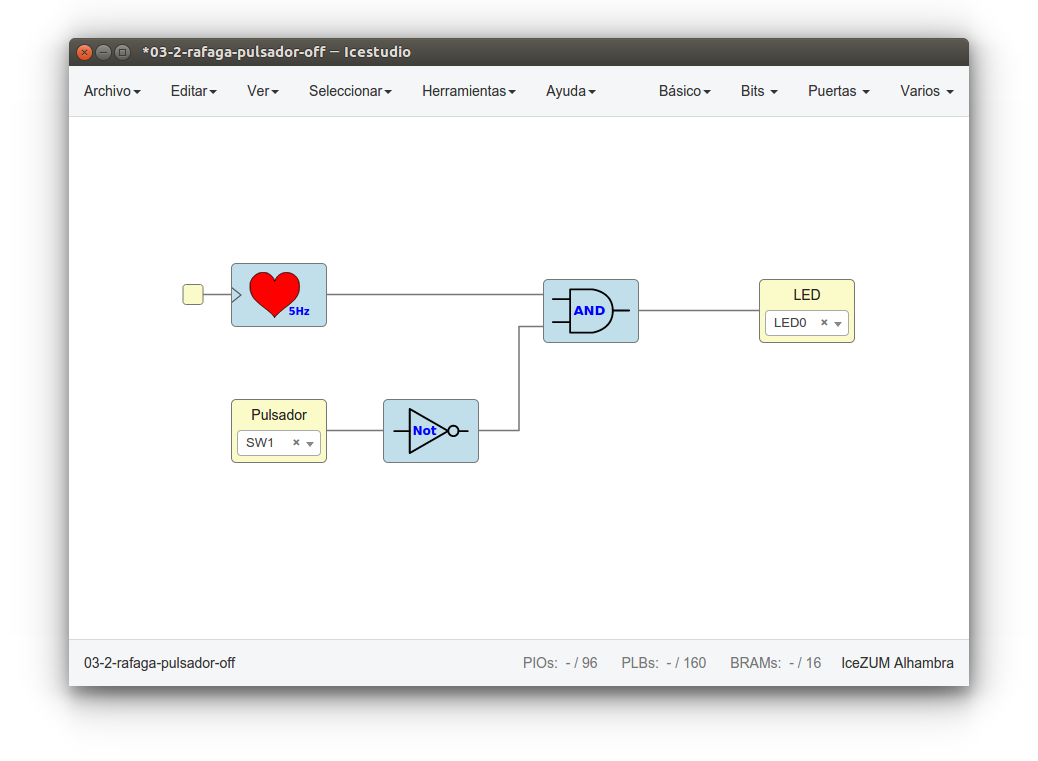 *03-2-rafaga-pulsador-off — Icestudio
Archivo Editar Ver Seleccionar Herramientas Ayuda Básico Bits Puertas Varios
5Hz
AND
LED
LED0 ×
Pulsador
SW1 ×
Not
03-2-rafaga-pulsador-off PIOs: - / 96 PLBs: - / 160 BRAMs: - / 16 IceZUM Alhambra